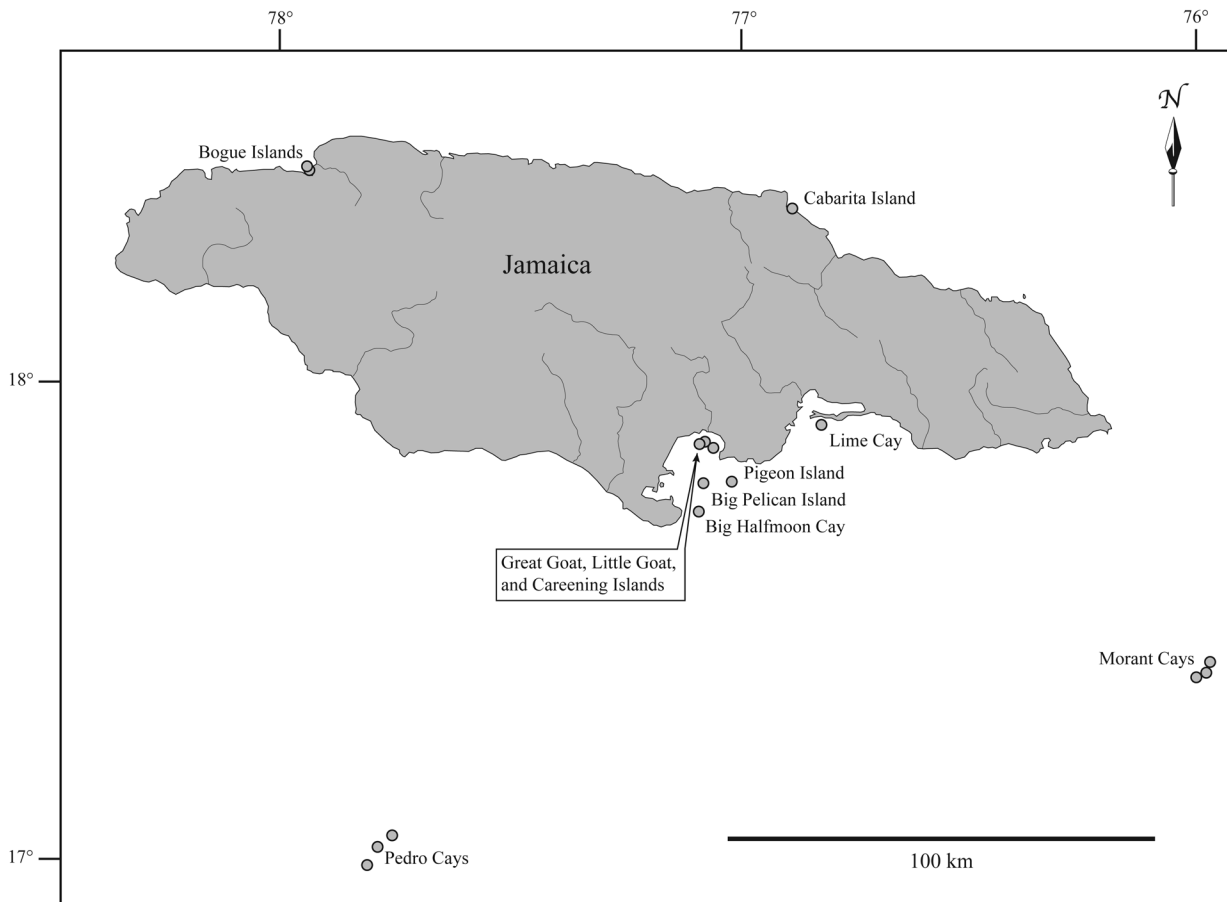 78°
77°
76°
N
Bogue Islands
Cabarita Island
Jamaica
18°
Lime Cay
Pigeon Island
Big Pelican Island
Big Halfmoon Cay
Great Goat, Little Goat,
and Careening Islands
Morant Cays
17°
Pedro Cays
100 km